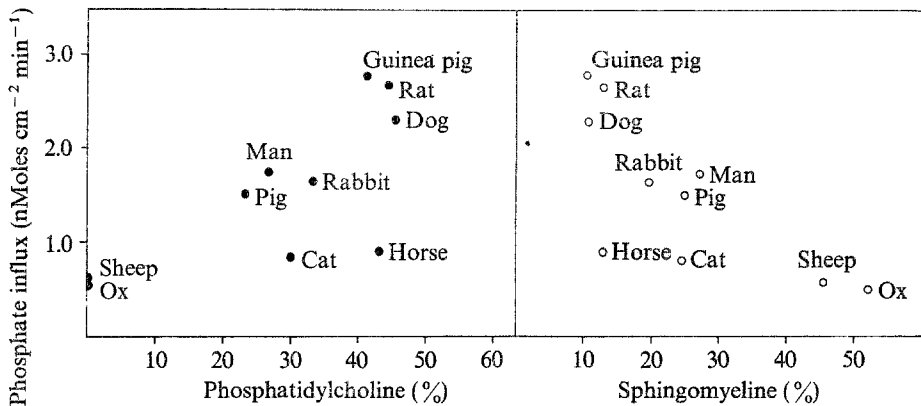 Phosphate influx (nMoles cm⁻² min⁻¹)
3.0
2.0
1.0
Guinea pig
Rat
Dog
Man
Rabbit
Pig
Cat
Horse
Sheep
Ox
10 20 30 40 50 60
Phosphatidylcholine (%)
Guinea pig
Rat
Dog
Rabbit
Man
Pig
Horse
Cat
Sheep
Ox
10 20 30 40 50
Sphingomyeline (%)